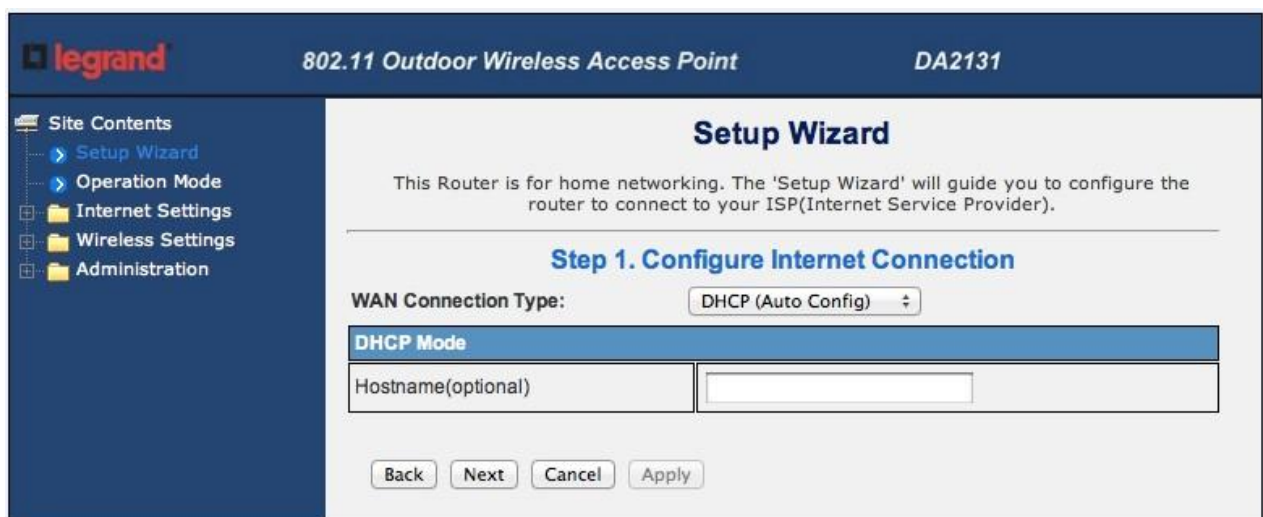 legrand
802.11 Outdoor Wireless Access Point DA2131
Site Contents
Setup Wizard
Operation Mode
Internet Settings
Wireless Settings
Administration
Setup Wizard
This Router is for home networking. The 'Setup Wizard' will guide you to configure the
router to connect to your ISP(Internet Service Provider).
Step 1. Configure Internet Connection
WAN Connection Type: DHCP (Auto Config)
DHCP Mode
Hostname(optional)
Back Next Cancel Apply